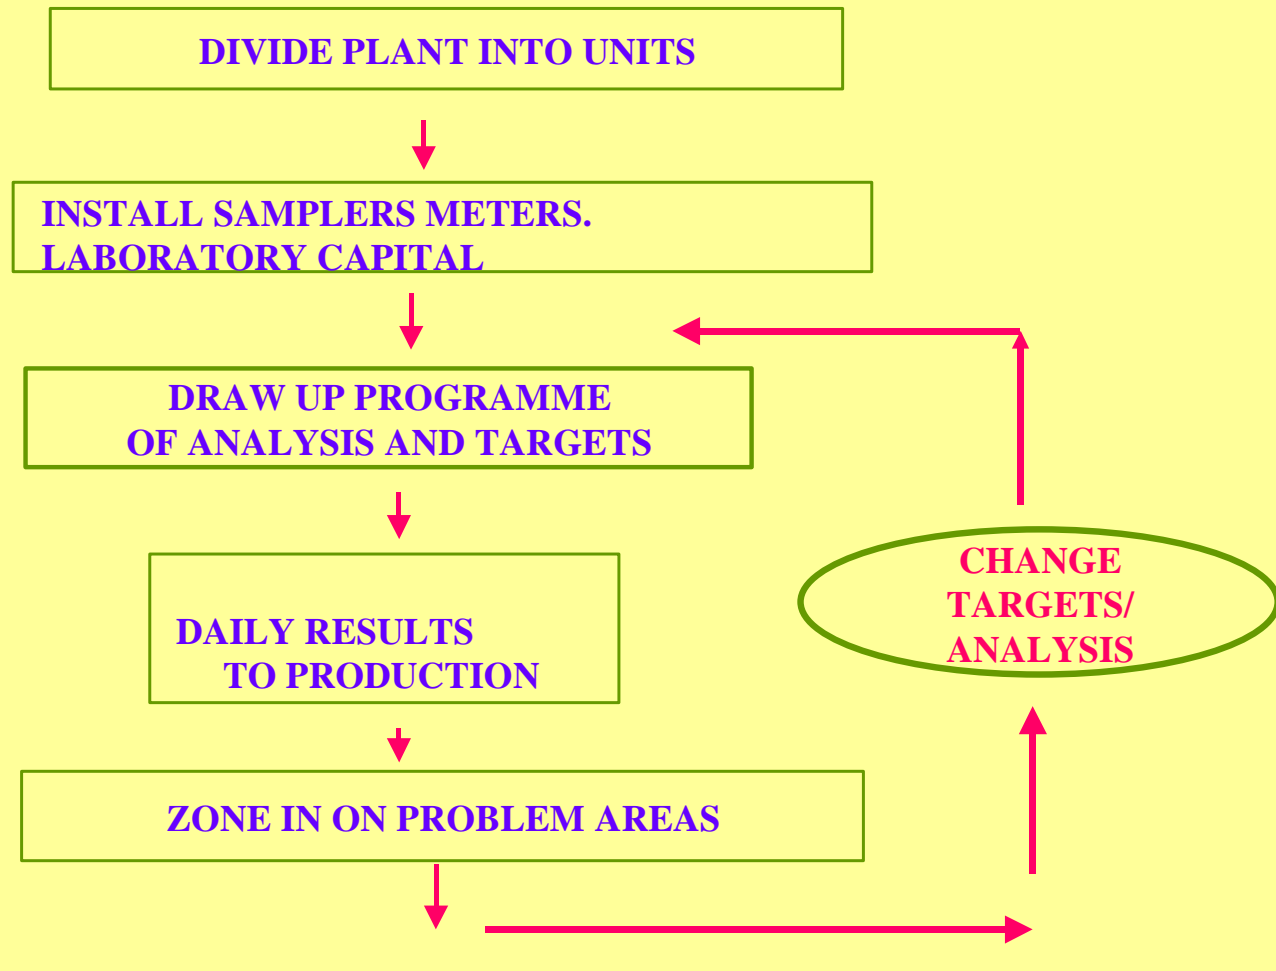 DIVIDE PLANT INTO UNITS
INSTALL SAMPLERS METERS.
LABORATORY CAPITAL
DRAW UP PROGRAMME
OF ANALYSIS AND TARGETS
DAILY RESULTS
TO PRODUCTION
ZONE IN ON PROBLEM AREAS
CHANGE
TARGETS/
ANALYSIS